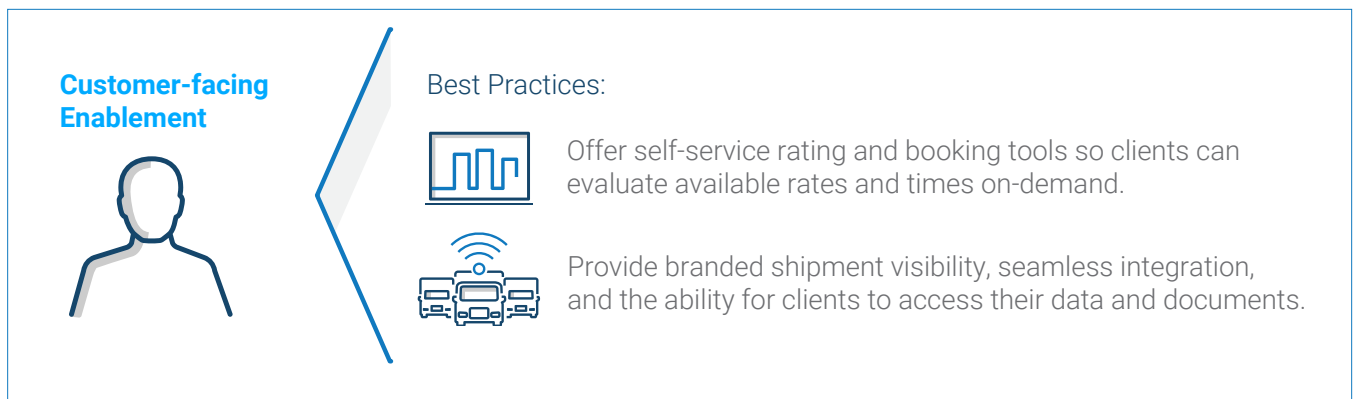 Customer-facing
Enablement
Best Practices:
Offer self-service rating and booking tools so clients can
evaluate available rates and times on-demand.
Provide branded shipment visibility, seamless integration,
and the ability for clients to access their data and documents.